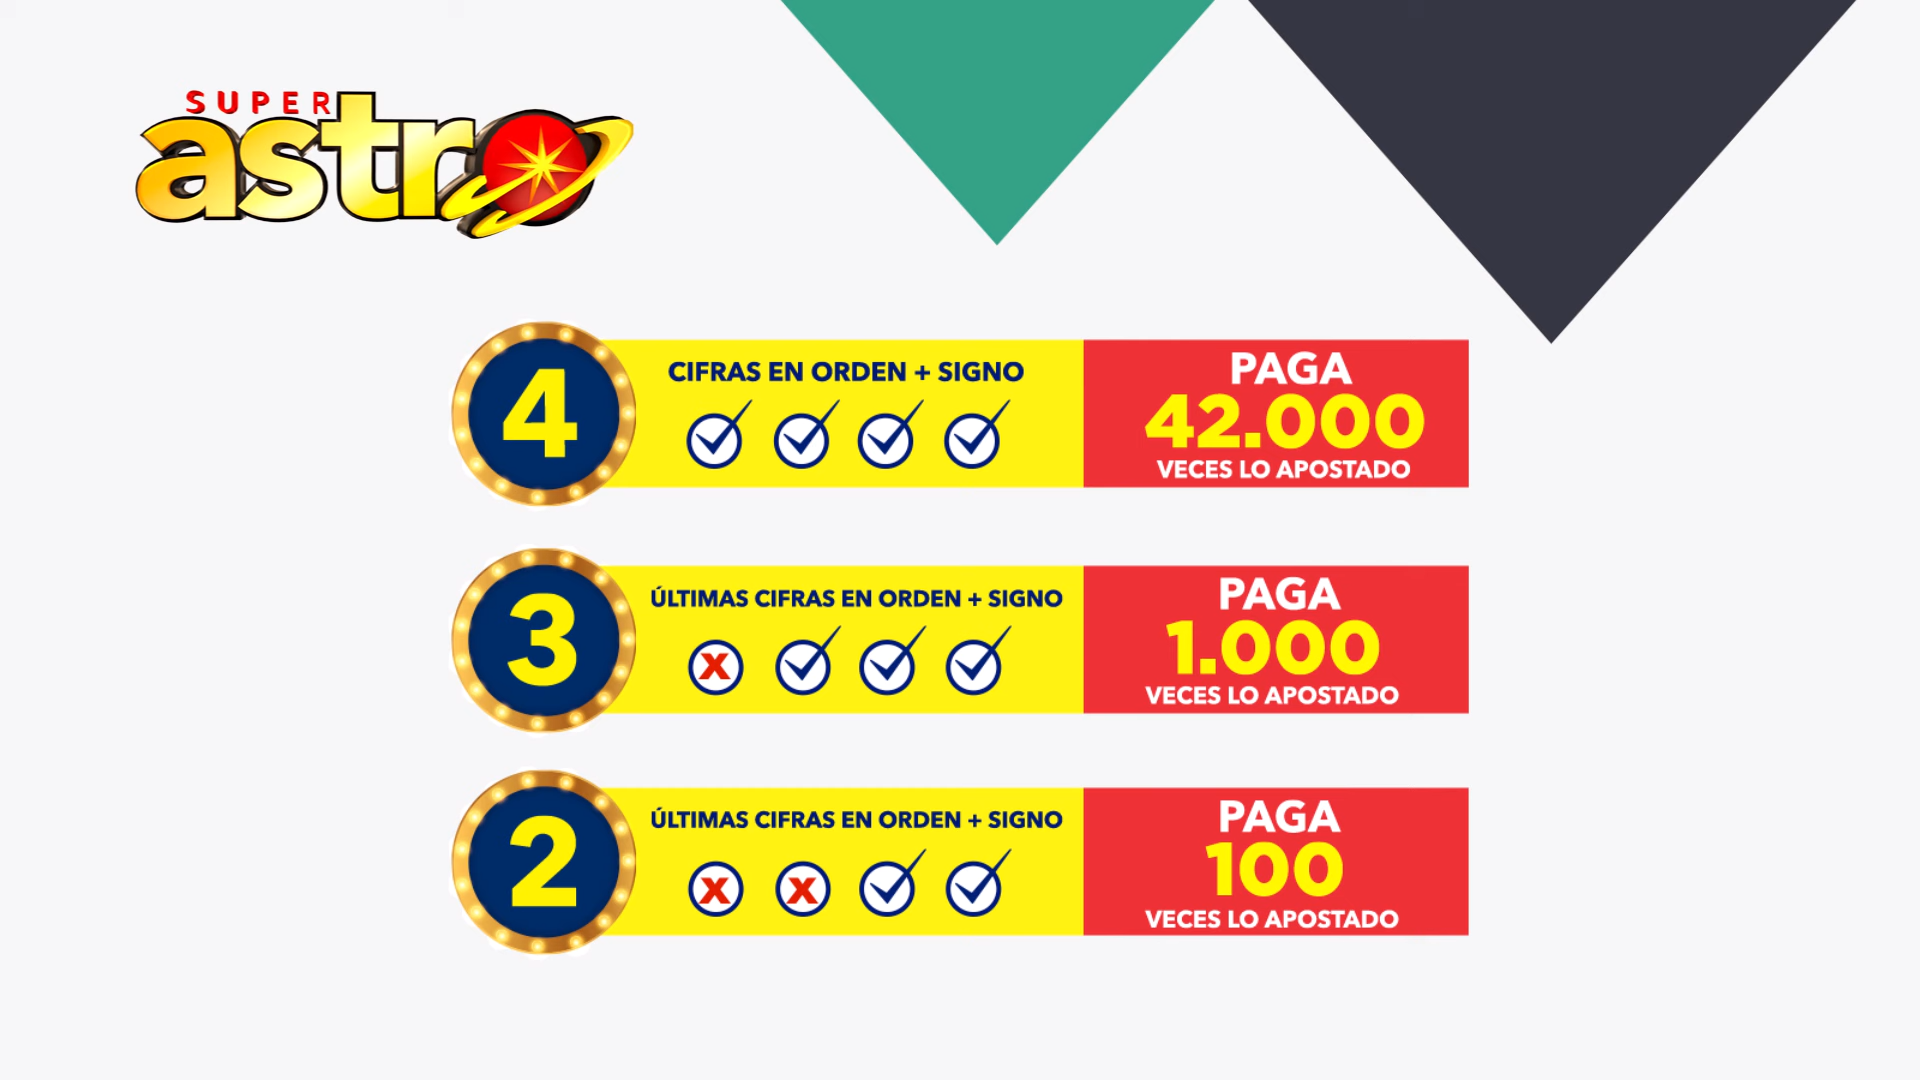 SUPER
astro
4
CIFRAS EN ORDEN + SIGNO
PAGA
42.000
VECES LO APOSTADO
3
ÚLTIMAS CIFRAS EN ORDEN + SIGNO
X
PAGA
1.000
VECES LO APOSTADO
2
ÚLTIMAS CIFRAS EN ORDEN + SIGNO
X X
PAGA
100
VECES LO APOSTADO